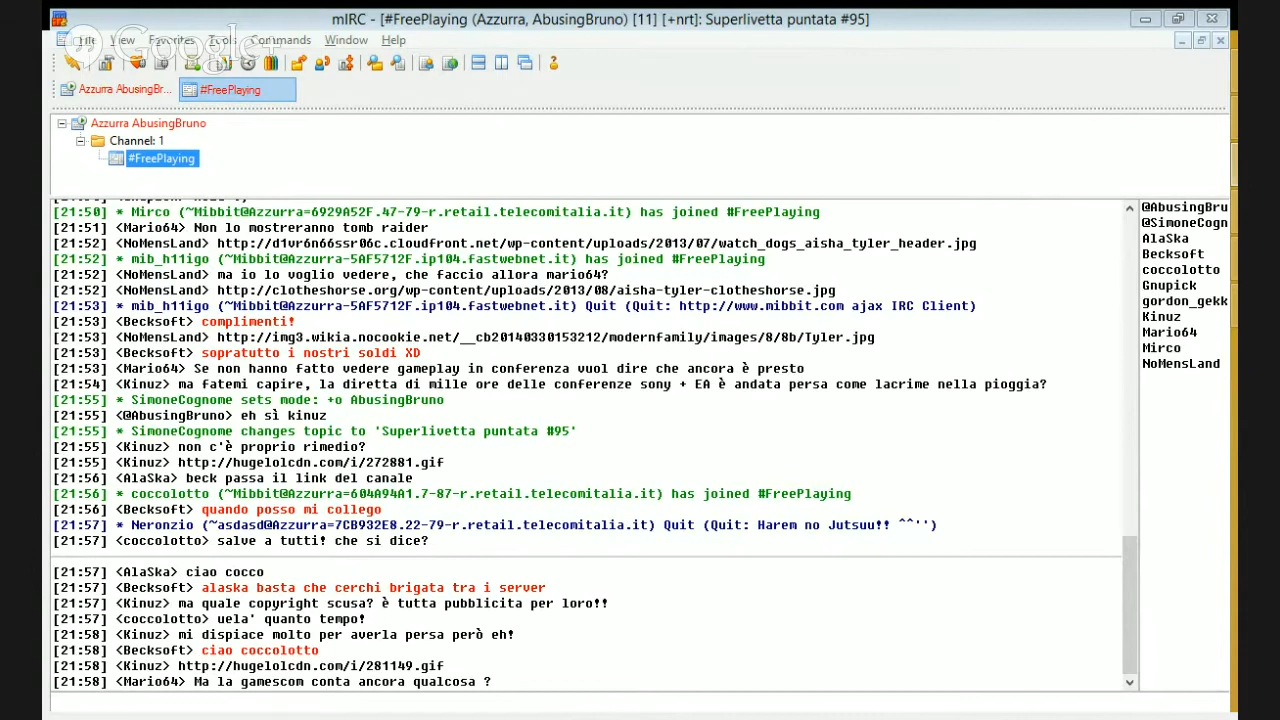 mIRC - [#FreePlaying (Azzurra, AbusingBruno) [11] [+nrt]: Superlivetta puntata #95]
File View Favorites Tools Commands Window Help
Google+
Azzurra AbusingBr... #FreePlaying
Azzurra AbusingBruno
Channel: 1
#FreePlaying
[21:50] * Mirco (~Mibbit@Azzurra=6929A52F.47-79-r.retail.telecomitalia.it) has joined #FreePlaying
[21:51] <Mario64> Non lo mostreranno tomb raider
[21:52] <NoMensLand> http://d1vr6n66ssr06c.cloudfront.net/wp-content/uploads/2013/07/watch_dogs_aisha_tyler_header.jpg
[21:52] * mib_h11igo (~Mibbit@Azzurra-5AF5712F.ip104.fastwebnet.it) has joined #FreePlaying
[21:52] <NoMensLand> ma io lo voglio vedere, che faccio allora mario64?
[21:52] <NoMensLand> http://clotheshorse.org/wp-content/uploads/2013/08/aisha-tyler-clotheshorse.jpg
[21:53] * mib_h11igo (~Mibbit@Azzurra-5AF5712F.ip104.fastwebnet.it) Quit (Quit: http://www.mibbit.com ajax IRC Client)
[21:53] <Becksoft> complimenti!
[21:53] <NoMensLand> http://img3.wikia.nocookie.net/__cb20140330153212/modernfamily/images/8/8b/Tyler.jpg
[21:53] <Becksoft> sopratutto i nostri soldi XD
[21:53] <Mario64> Se non hanno fatto vedere gameplay in conferenza vuol dire che ancora è presto
[21:54] <Kinuz> ma fatemi capire, la diretta di mille ore delle conferenze sony + EA è andata persa come lacrime nella pioggia?
[21:55] * SimoneCognome sets mode: +o AbusingBruno
[21:55] <@AbusingBruno> eh sì kinuz
[21:55] * SimoneCognome changes topic to 'Superlivetta puntata #95'
[21:55] <Kinuz> non c'è proprio rimedio?
[21:55] <Kinuz> http://hugelolcdn.com/i/272881.gif
[21:56] <AlaSka> beck passa il link del canale
[21:56] * coccolotto (~Mibbit@Azzurra=604A94A1.7-87-r.retail.telecomitalia.it) has joined #FreePlaying
[21:56] <Becksoft> quando posso mi collego
[21:57] * Neronzio (~asdasd@Azzurra=7CB932E8.22-79-r.retail.telecomitalia.it) Quit (Quit: Harem no Jutsuu!! ^^'')
[21:57] <coccolotto> salve a tutti! che si dice?
[21:57] <AlaSka> ciao cocco
[21:57] <Becksoft> alaska basta che cerchi brigata tra i server
[21:57] <Kinuz> ma quale copyright scusa? è tutta pubblicita per loro!!
[21:57] <coccolotto> uela' quanto tempo!
[21:58] <Kinuz> mi dispiace molto per averla persa però eh!
[21:58] <Becksoft> ciao coccolotto
[21:58] <Kinuz> http://hugelolcdn.com/i/281149.gif
[21:58] <Mario64> Ma la gamescom conta ancora qualcosa ?
@AbusingBru
@SimoneCogn
AlaSka
Becksoft
coccolotto
Gnupick
gordon_gekk
Kinuz
Mario64
Mirco
NoMensLand